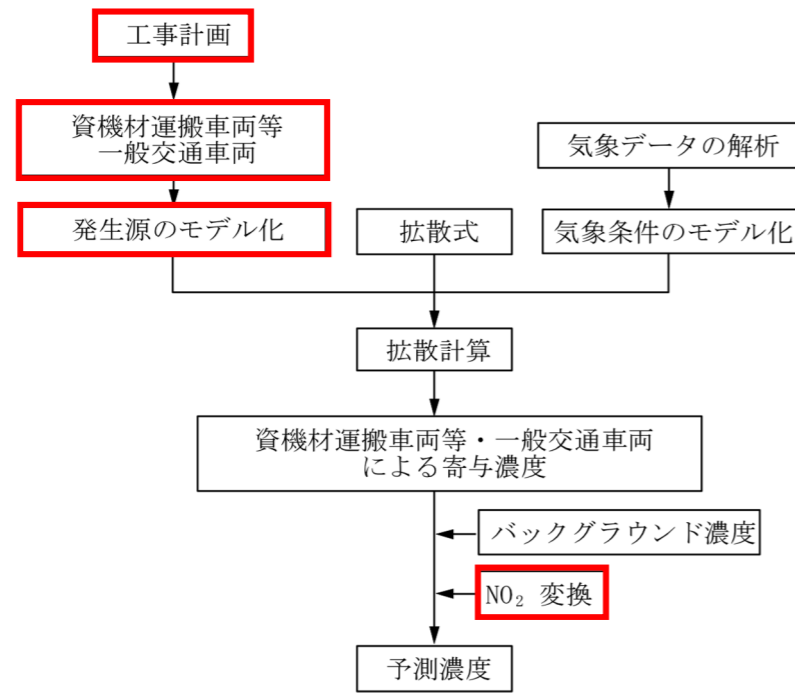 工事計画
資機材運搬車両等
一般交通車両
発生源のモデル化
気象データの解析
気象条件のモデル化
拡散式
拡散計算
資機材運搬車両等・一般交通車両
による寄与濃度
バックグラウンド濃度
NO₂ 変換
予測濃度